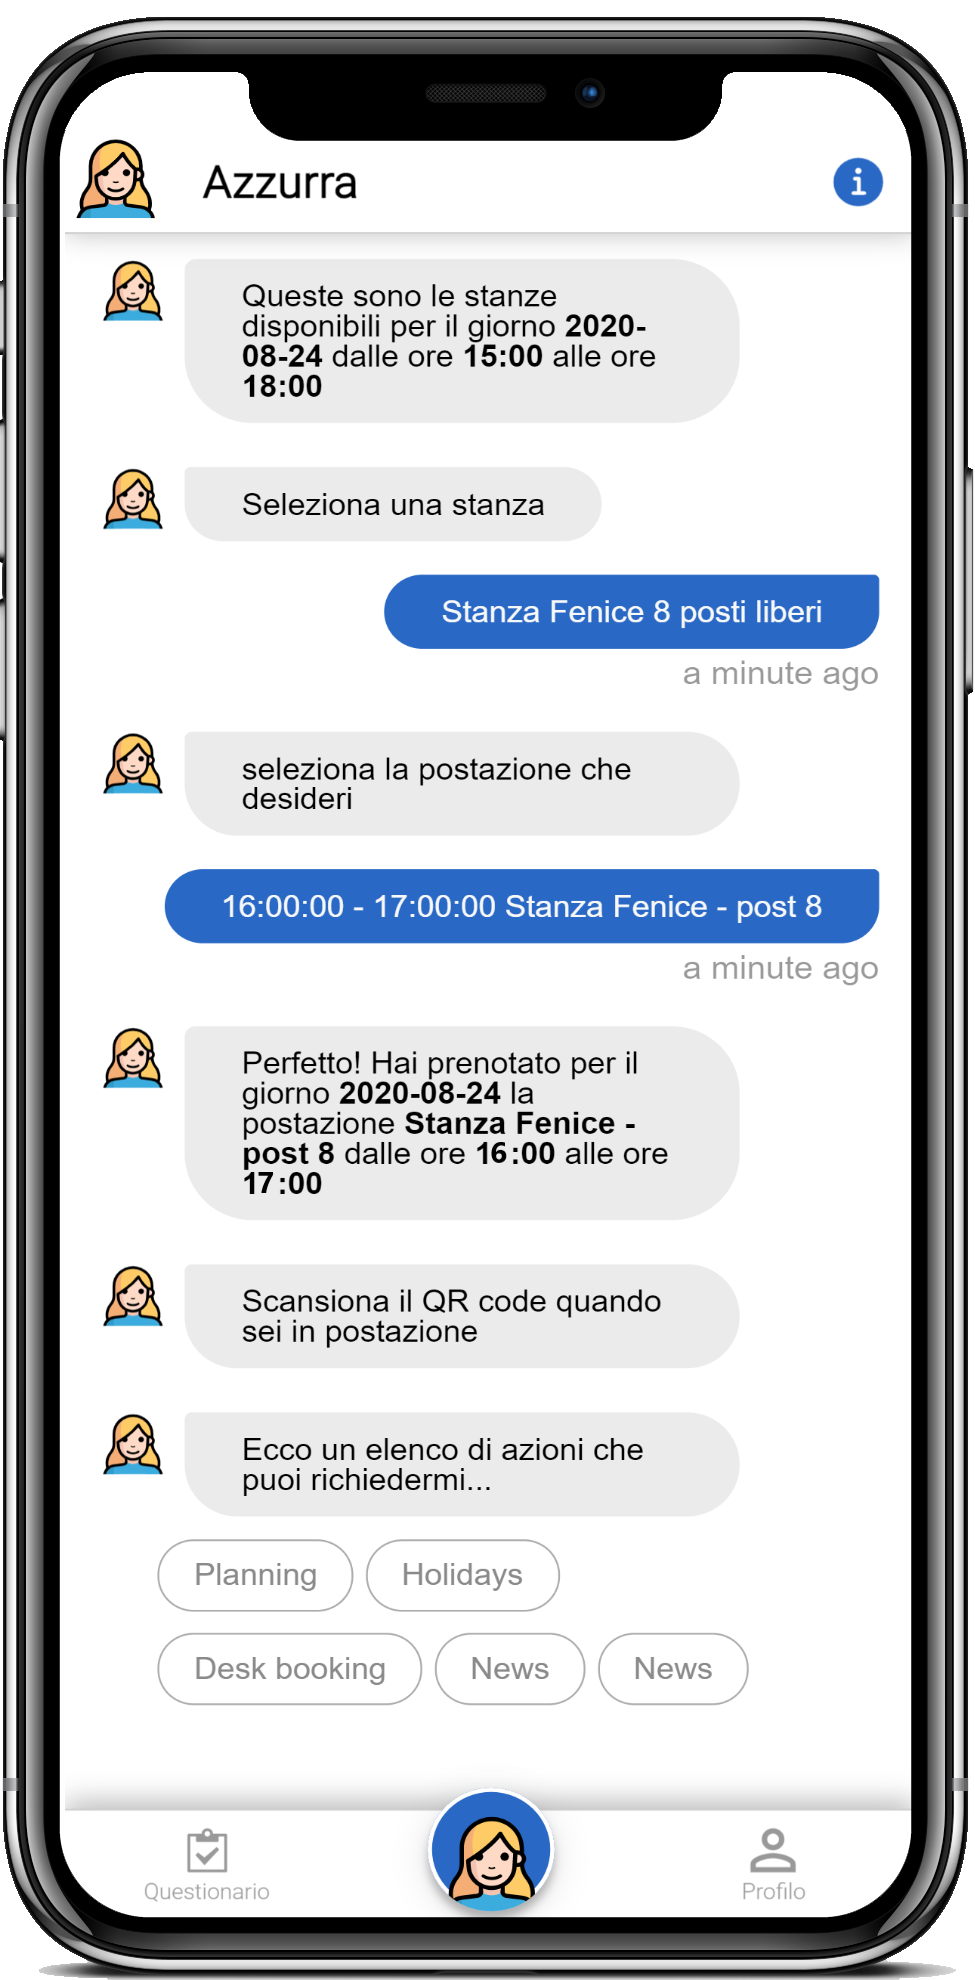 Azzurra
i
Queste sono le stanze
disponibili per il giorno 2020-
08-24 dalle ore 15:00 alle ore
18:00
Seleziona una stanza
Stanza Fenice 8 posti liberi
a minute ago
seleziona la postazione che
desideri
16:00:00 - 17:00:00 Stanza Fenice - post 8
a minute ago
Perfetto! Hai prenotato per il
giorno 2020-08-24 la
postazione Stanza Fenice -
post 8 dalle ore 16:00 alle ore
17:00
Scansiona il QR code quando
sei in postazione
Ecco un elenco di azioni che
puoi richiedermi...
Planning Holidays
Desk booking News News
Questionario Profilo